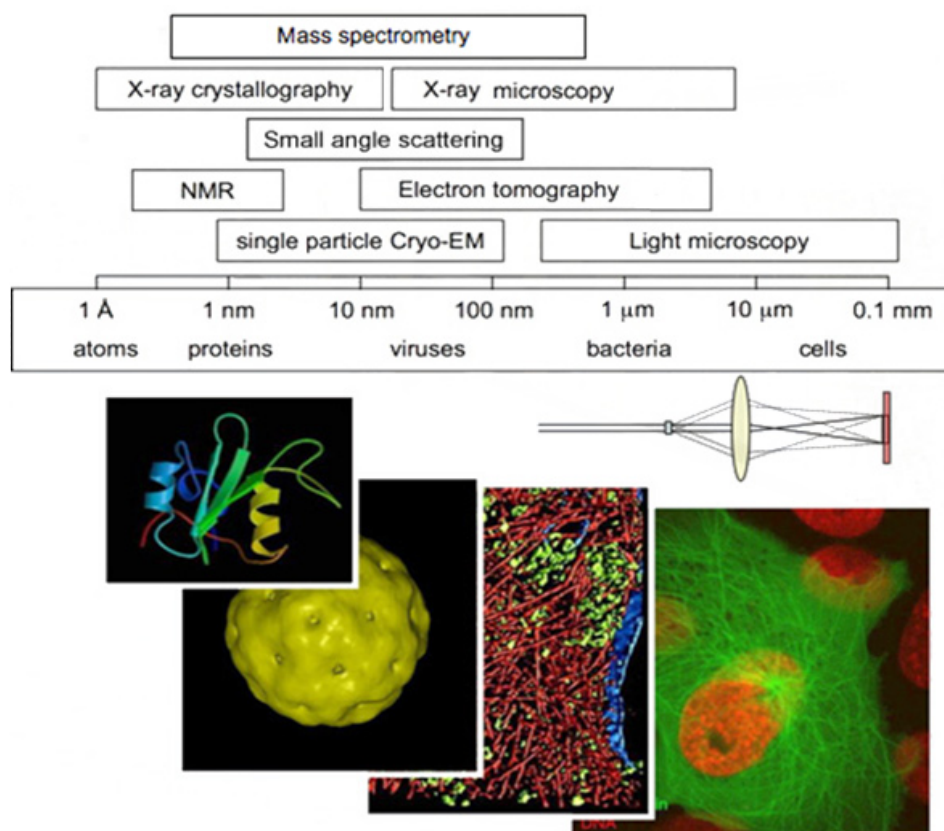 Mass spectrometry
X-ray crystallography X-ray microscopy
Small angle scattering
NMR Electron tomography
single particle Cryo-EM Light microscopy
1 Å 1 nm 10 nm 100 nm 1 μm 10 μm 0.1 mm
atoms proteins viruses bacteria cells
DNA